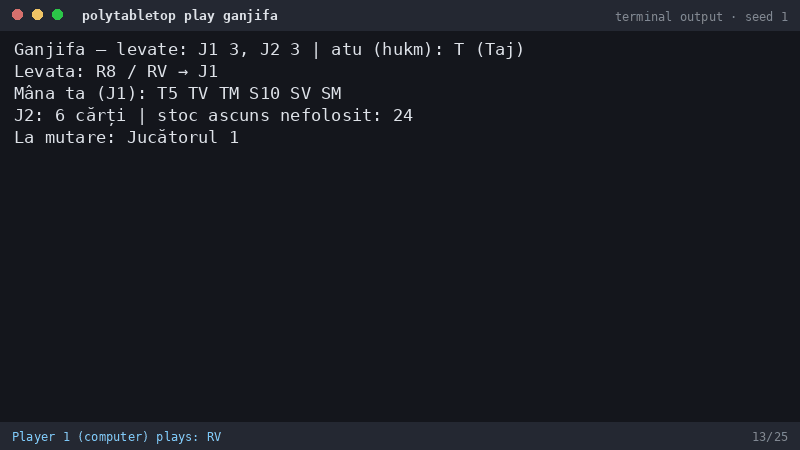 polytabletop play ganjifa
terminal output · seed 1
Ganjifa — levate: J1 3, J2 3 | atu (hukm): T (Taj)
Levata: R8 / RV → J1
Mâna ta (J1): T5 TV TM S10 SV SM
J2: 6 cărți | stoc ascuns nefolosit: 24
La mutare: Jucătorul 1
Player 1 (computer) plays: RV
13/25